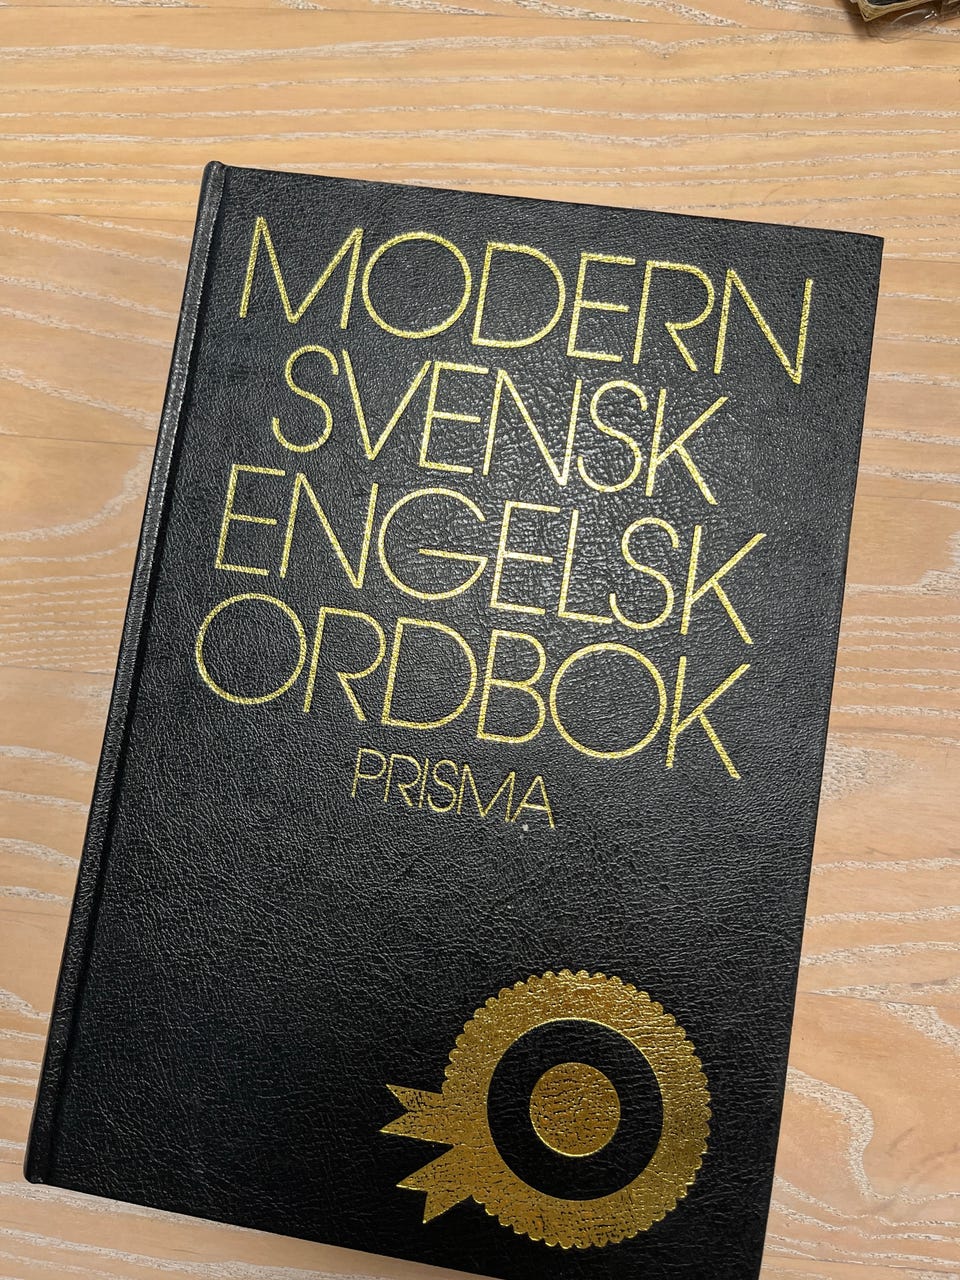 MODERN
SVENSK
ENGELSK
ORDBOK
PRISMA